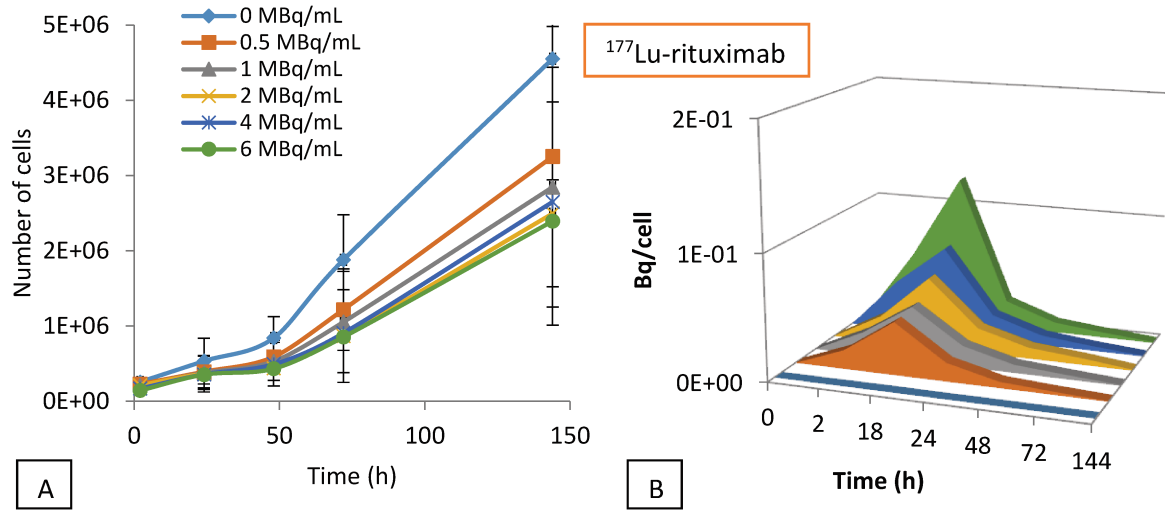 5E+06
4E+06
3E+06
2E+06
1E+06
0E+00
Number of cells
0 MBq/mL
0.5 MBq/mL
1 MBq/mL
2 MBq/mL
4 MBq/mL
6 MBq/mL
0 50 100 150
Time (h)
A
¹⁷⁷Lu-rituximab
2E-01
1E-01
0E+00
Bq/cell
0 2 18 24 48 72 144
Time (h)
B